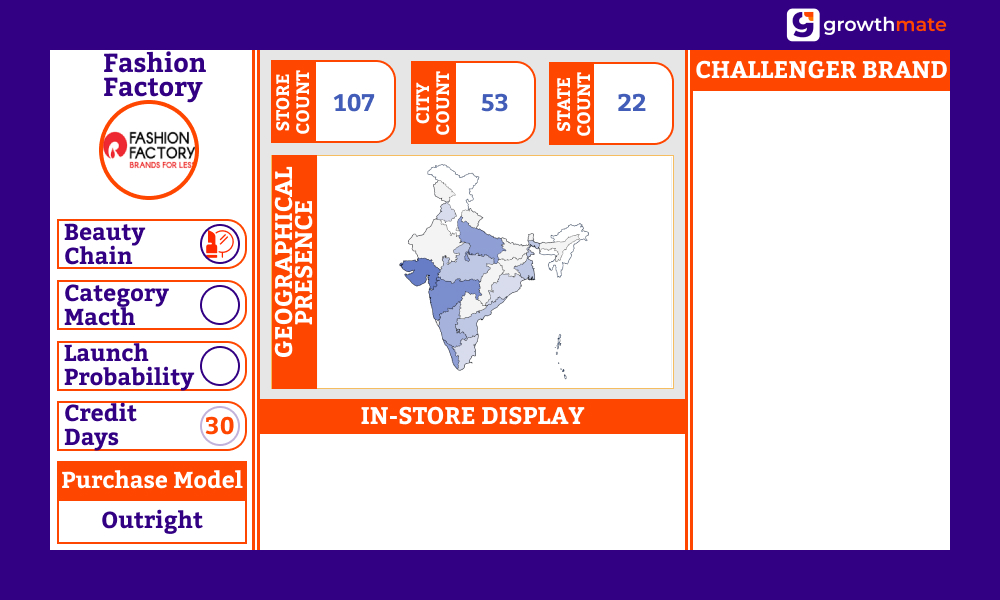 growthmate
Fashion
Factory
FASHION
FACTORY
BRANDS FOR LESS
Beauty
Chain
Category
Macth
Launch
Probability
Credit
Days
30
Purchase Model
Outright
STORE
COUNT
107
CITY
COUNT
53
STATE
COUNT
22
GEOGRAPHICAL
PRESENCE
IN-STORE DISPLAY
CHALLENGER BRAND